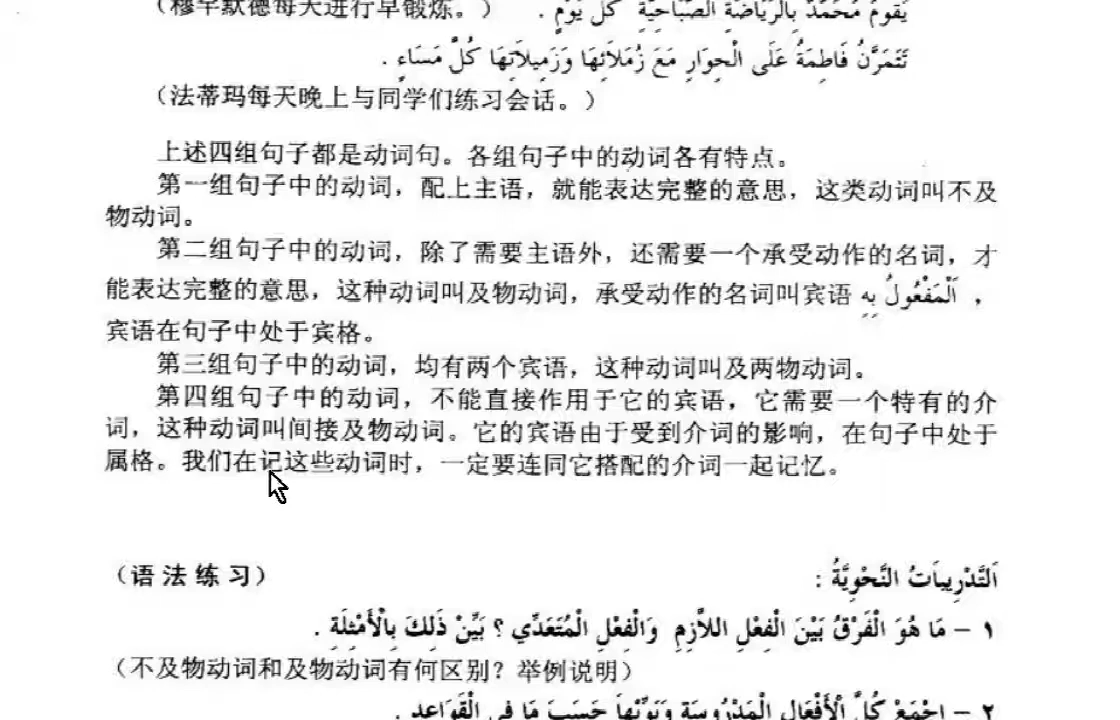 (穆罕默德每天进行早锻炼。) يَقُومُ مُحَمَّدٌ بِالرِّيَاضَةِ الصَّبَاحِيَّةِ كُلَّ يَوْمٍ .
تَتَمَرَّنُ فَاطِمَةُ عَلَى الْحِوَارِ مَعَ زُمَلَائِهَا وَزَمِيلَاتِهَا كُلَّ مَسَاءٍ .
(法蒂玛每天晚上与同学们练习会话。)
上述四组句子都是动词句。各组句子中的动词各有特点。
第一组句子中的动词，配上主语，就能表达完整的意思，这类动词叫不及
物动词。
第二组句子中的动词，除了需要主语外，还需要一个承受动作的名词，才
能表达完整的意思，这种动词叫及物动词，承受动作的名词叫宾语 اَلْمَفْعُولُ بِهِ ，
宾语在句子中处于宾格。
第三组句子中的动词，均有两个宾语，这种动词叫及两物动词。
第四组句子中的动词，不能直接作用于它的宾语，它需要一个特有的介
词，这种动词叫间接及物动词。它的宾语由于受到介词的影响，在句子中处于
属格。我们在记这些动词时，一定要连同它搭配的介词一起记忆。
(语法练习) اَلتَّدْرِيبَاتُ النَّحْوِيَّةُ :
١ – مَا هُوَ الْفَرْقُ بَيْنَ الْفِعْلِ اللاَّزِمِ وَالْفِعْلِ الْمُتَعَدِّي ؟ بَيِّنْ ذَلِكَ بِالْأَمْثِلَةِ .
(不及物动词和及物动词有何区别？举例说明)
٢ – اِجْمَعْ كُلَّ الْأَفْعَالِ الْمَدْرُوسَةِ وَبَوِّبْهَا حَسَبَ مَا فِي الْقَوَاعِدِ .